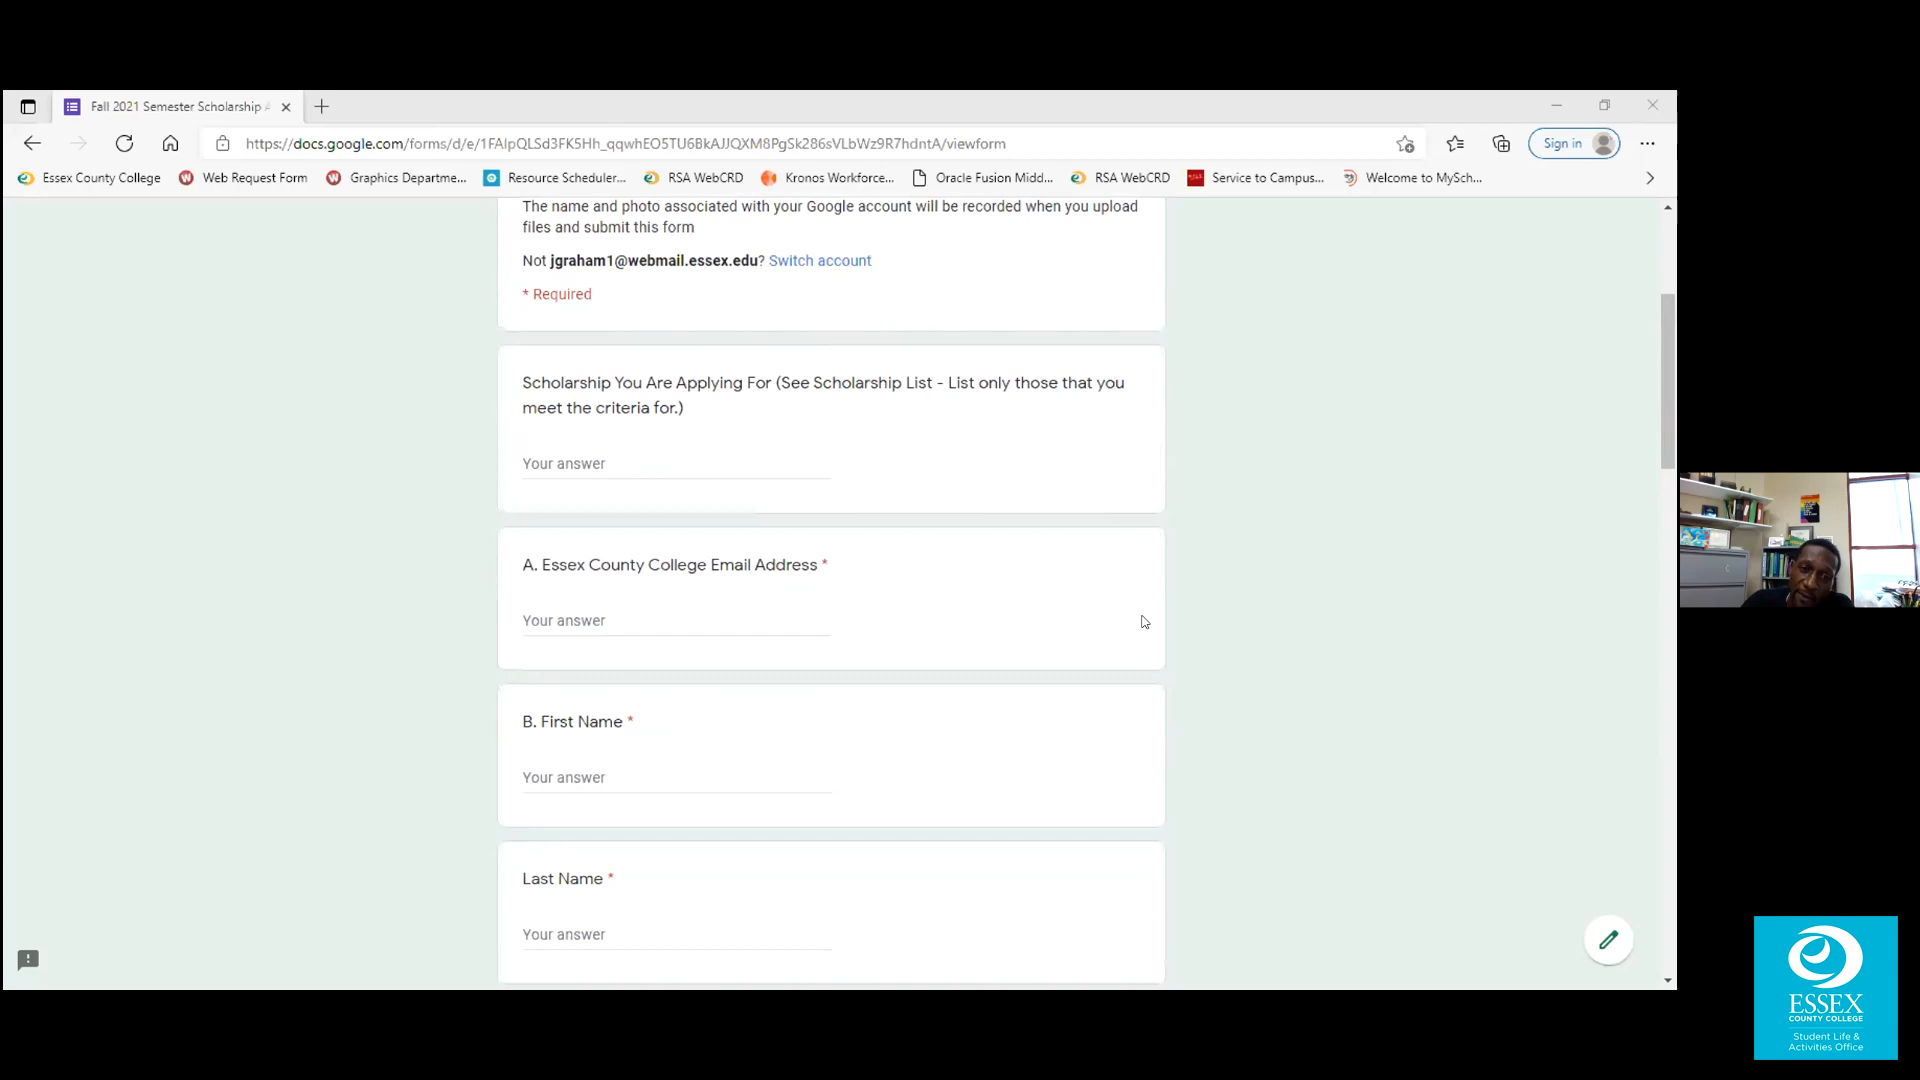 Fall 2021 Semester Scholarship A
https://docs.google.com/forms/d/e/1FAIpQLSd3FK5Hh_qqwhEO5TU6BkAJJQXM8PgSk286sVLbWz9R7hdntA/viewform
Sign in
Essex County College
Web Request Form
Graphics Departme...
Resource Scheduler...
RSA WebCRD
Kronos Workforce...
Oracle Fusion Midd...
RSA WebCRD
Service to Campus...
Welcome to MySch...
The name and photo associated with your Google account will be recorded when you upload
files and submit this form
Not jgraham1@webmail.essex.edu? Switch account
* Required
Scholarship You Are Applying For (See Scholarship List - List only those that you
meet the criteria for.)
Your answer
A. Essex County College Email Address *
Your answer
B. First Name *
Your answer
Last Name *
Your answer
ESSEX
COUNTY COLLEGE
Student Life &
Activities Office